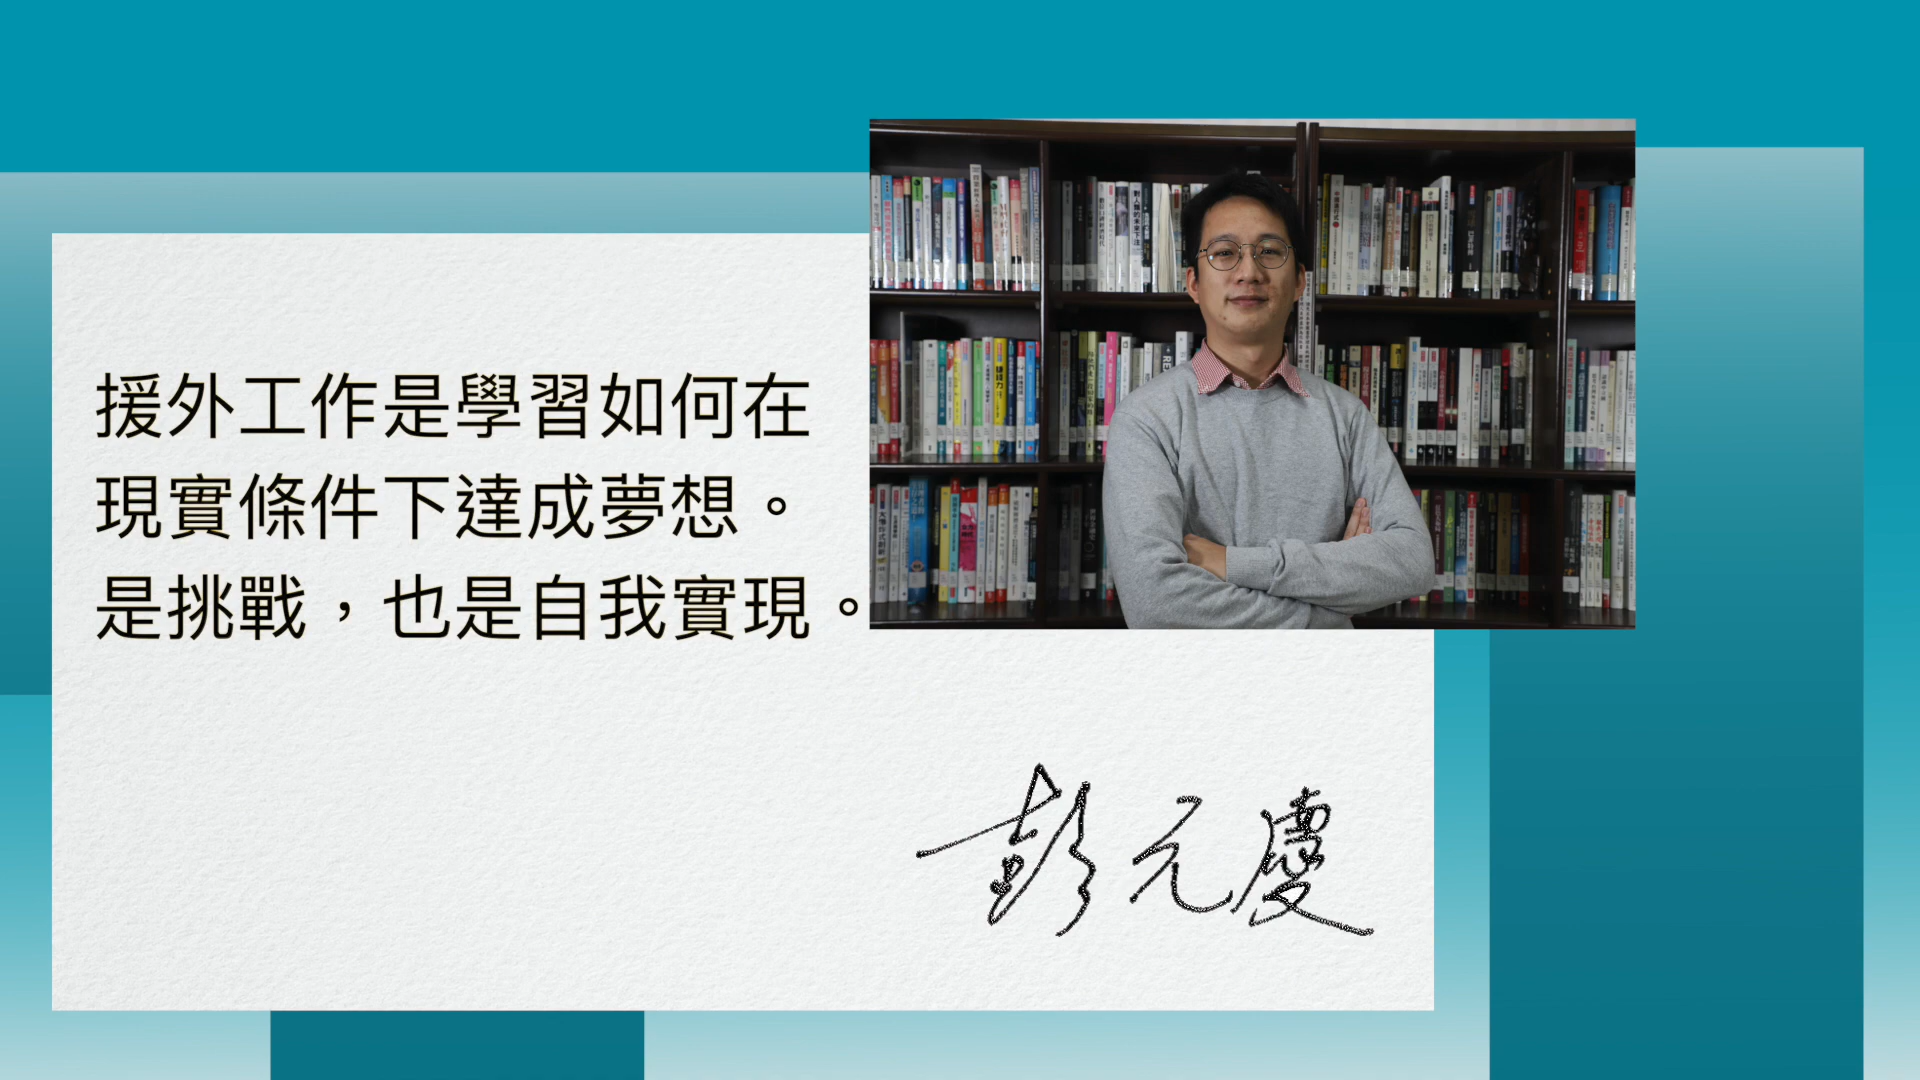 援外工作是學習如何在
現實條件下達成夢想。
是挑戰，也是自我實現。
彭元慶